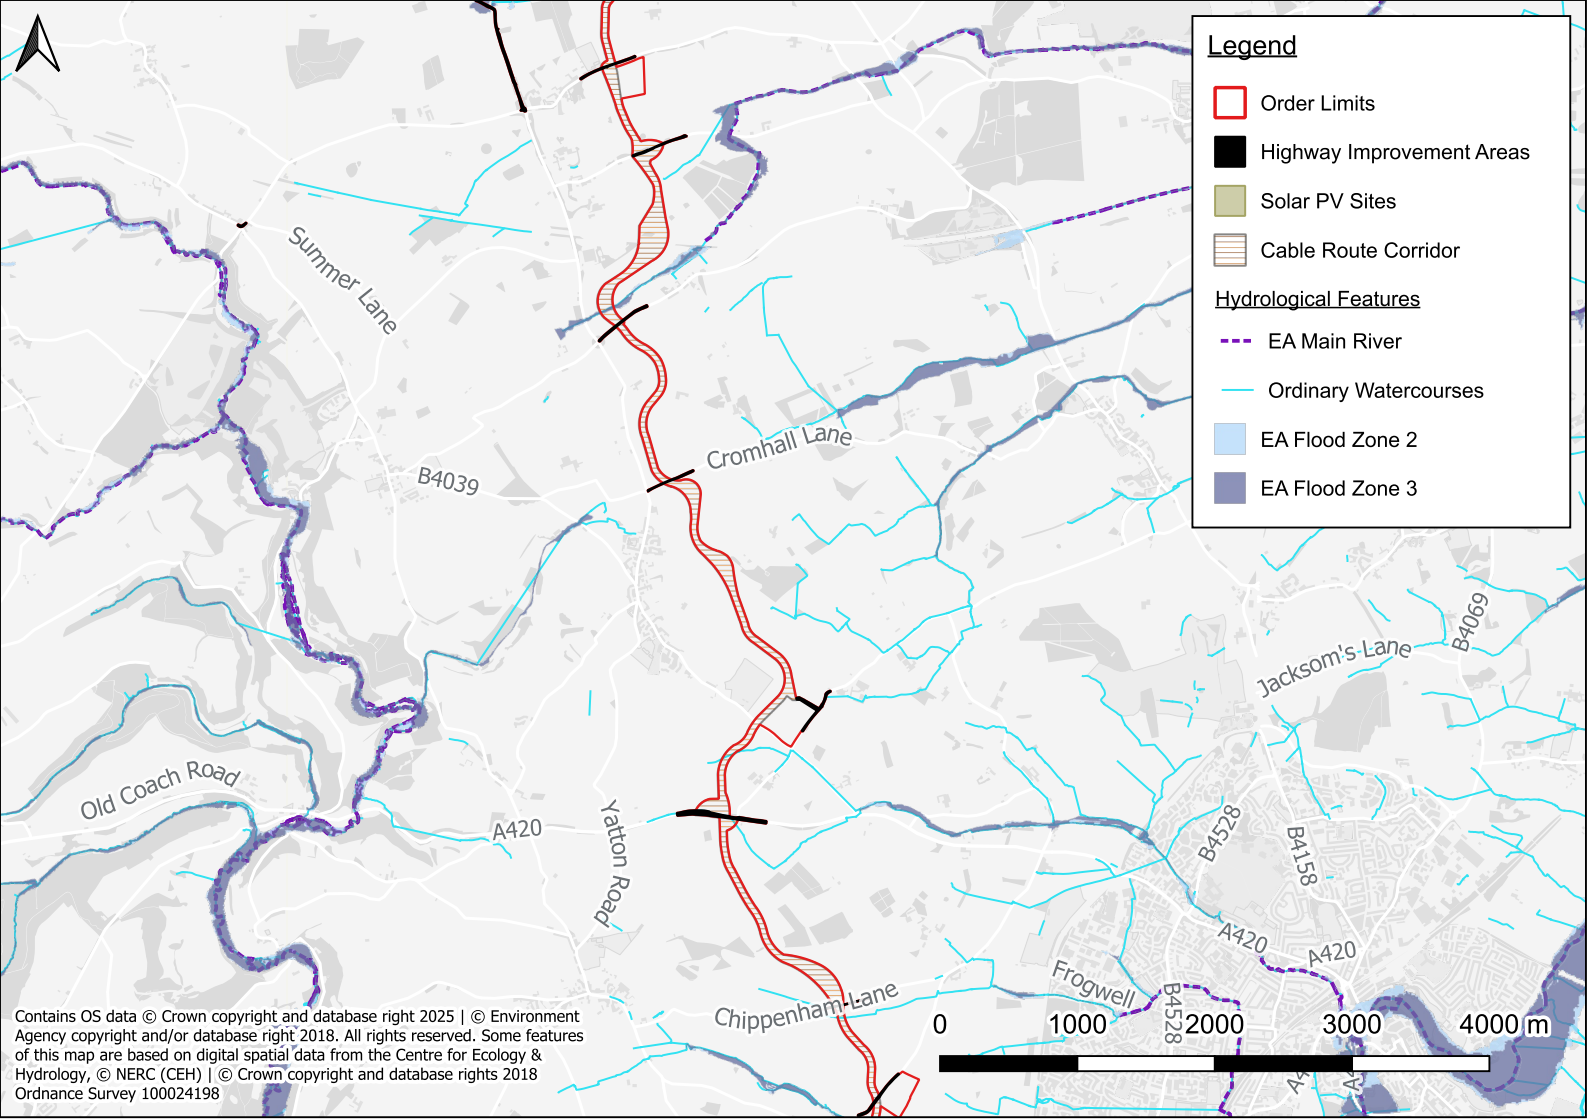 Legend
Order Limits
Highway Improvement Areas
Solar PV Sites
Cable Route Corridor
Hydrological Features
EA Main River
Ordinary Watercourses
EA Flood Zone 2
EA Flood Zone 3
Summer Lane
Cromhall Lane
B4039
B4069
Jacksom's Lane
Old Coach Road
A420
Yatton Road
B4528
B4158
A420
A420
Frogwell
B4528
Chippenham Lane
0 1000 2000 3000 4000 m
Contains OS data © Crown copyright and database right 2025 | © Environment
Agency copyright and/or database right 2018. All rights reserved. Some features
of this map are based on digital spatial data from the Centre for Ecology &
Hydrology, © NERC (CEH) | © Crown copyright and database rights 2018
Ordnance Survey 100024198